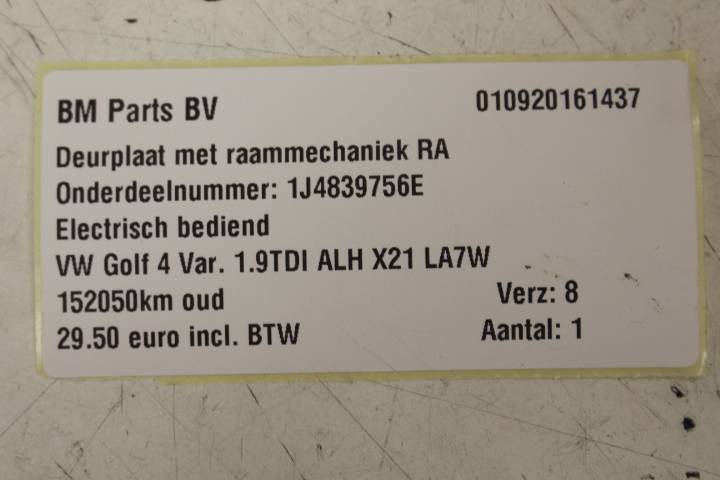 BM Parts BV 010920161437
Deurplaat met raammechaniek RA
Onderdeelnummer: 1J4839756E
Electrisch bediend
VW Golf 4 Var. 1.9TDI ALH X21 LA7W
152050km oud Verz: 8
29.50 euro incl. BTW Aantal: 1